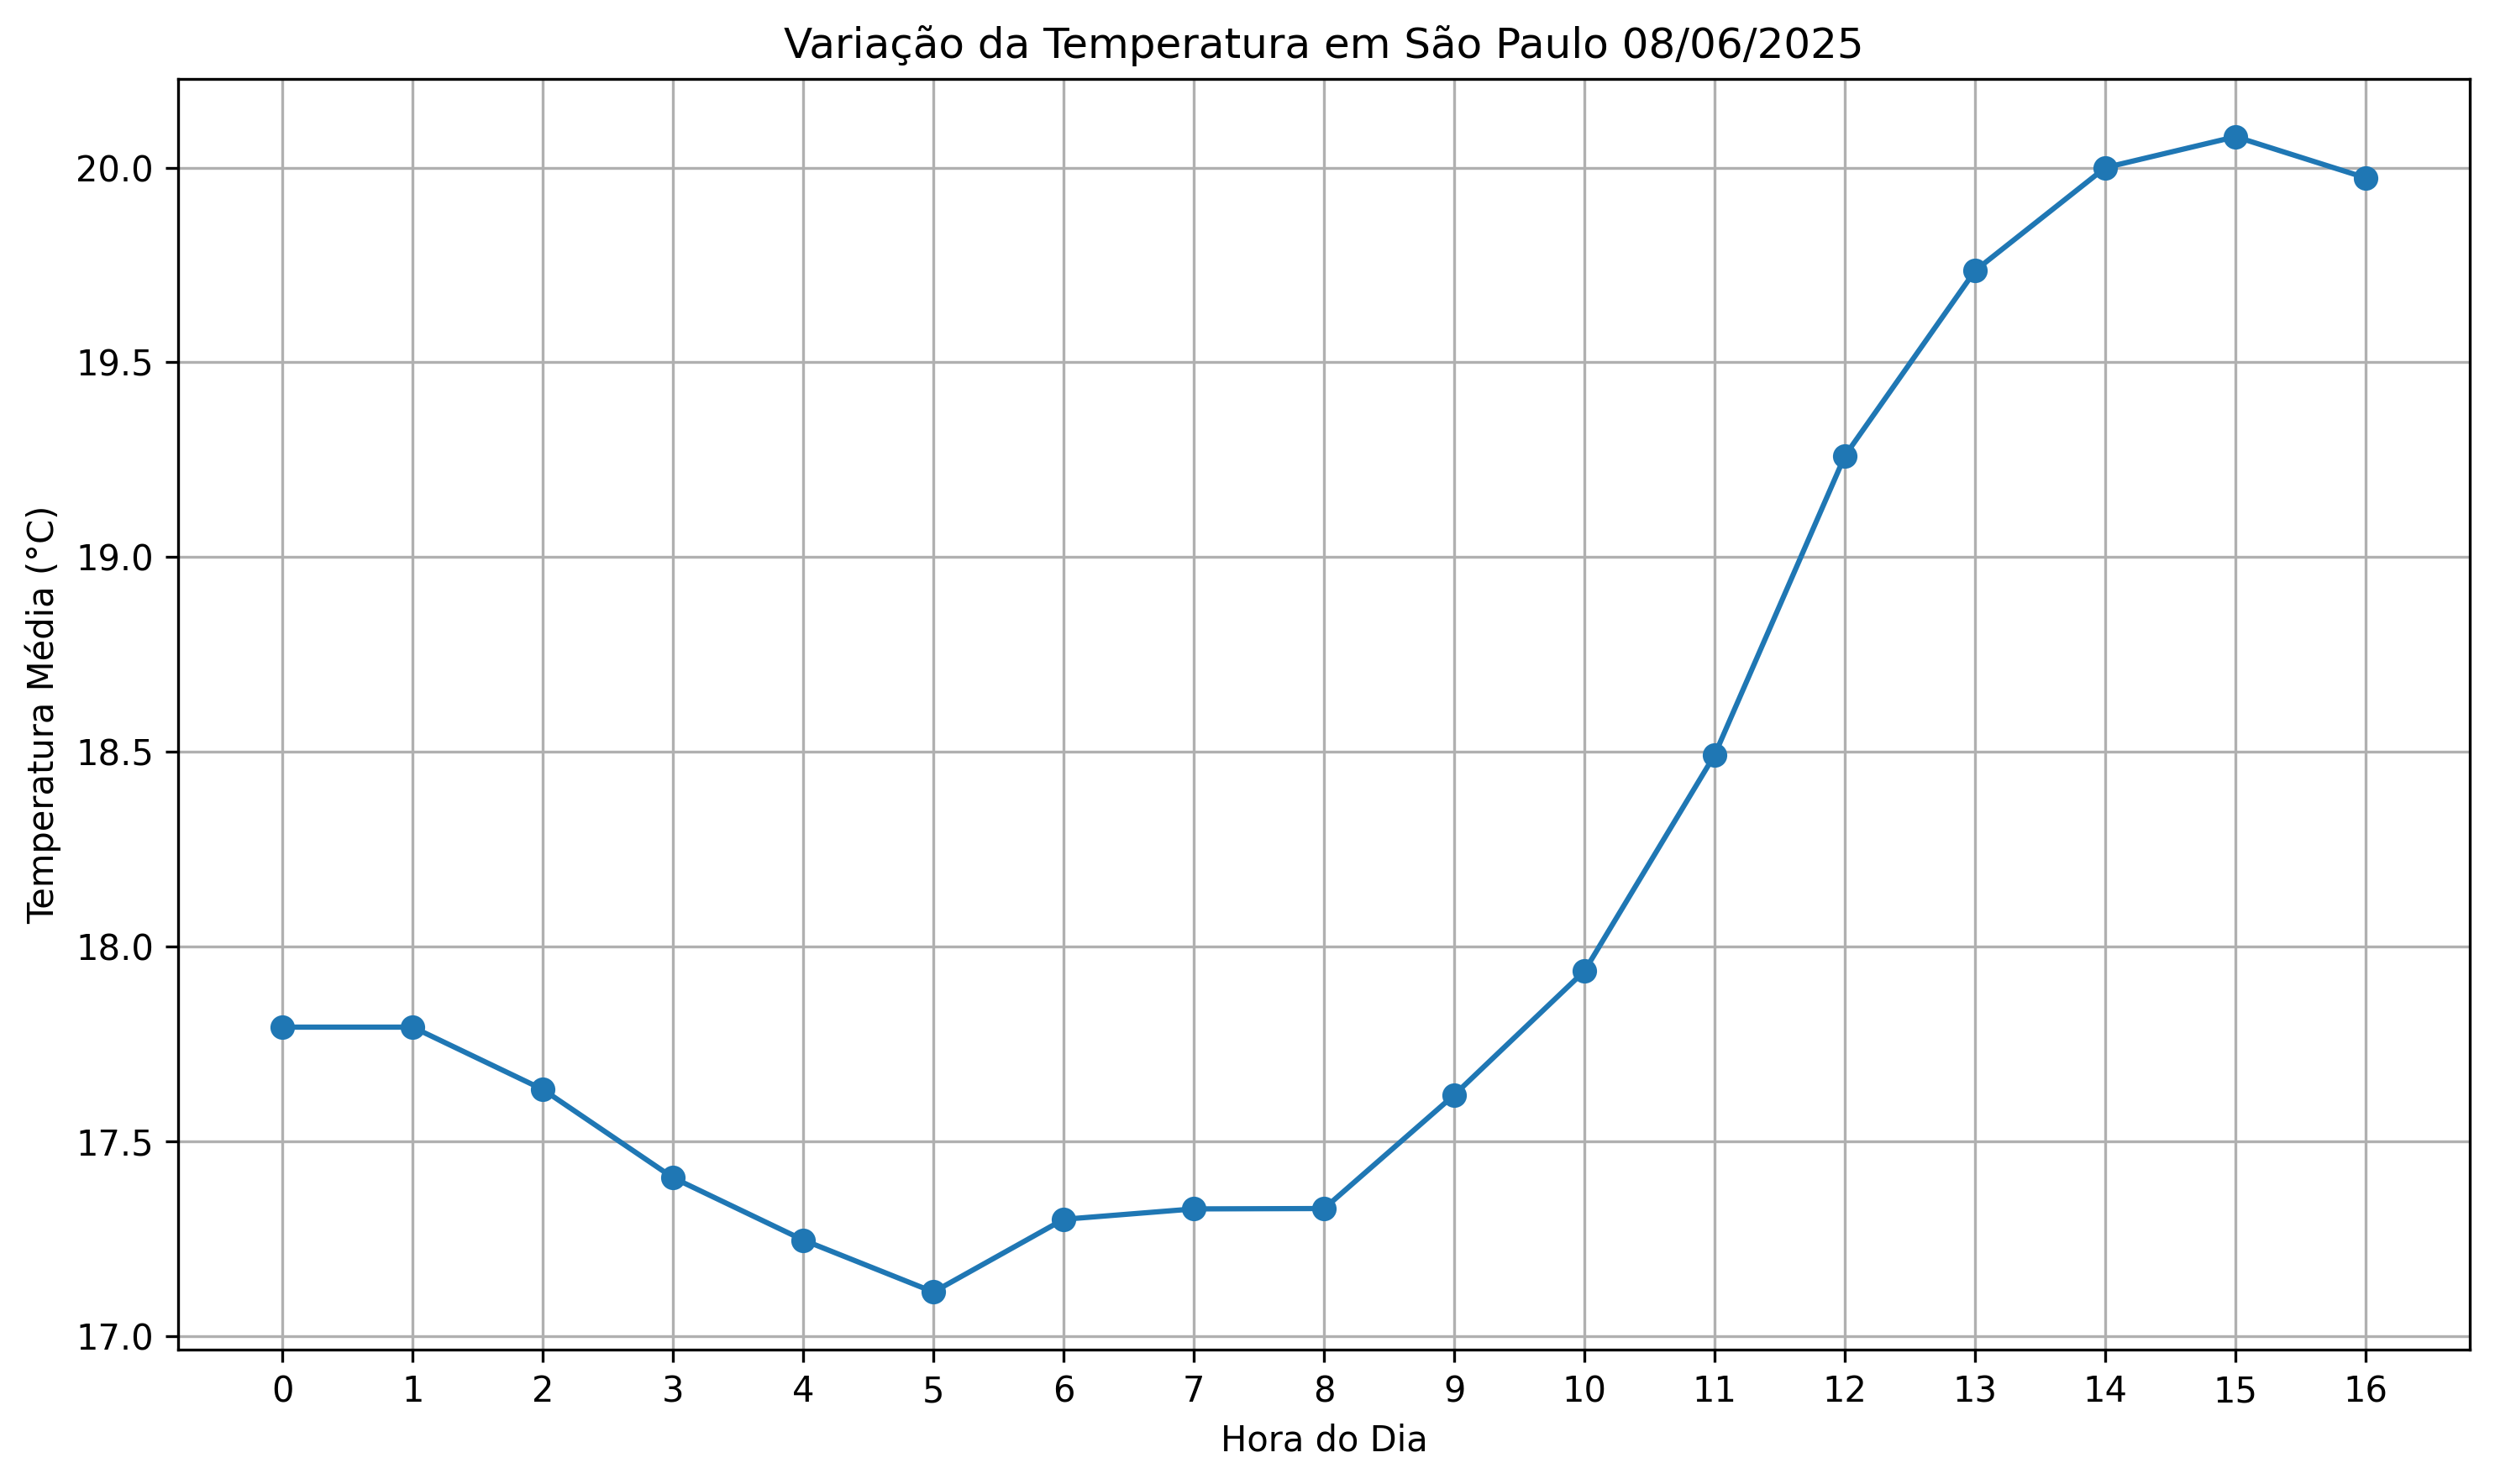 Variação da Temperatura em São Paulo 08/06/2025
Temperatura Média (°C)
20.0
19.5
19.0
18.5
18.0
17.5
17.0
0 1 2 3 4 5 6 7 8 9 10 11 12 13 14 15 16
Hora do Dia